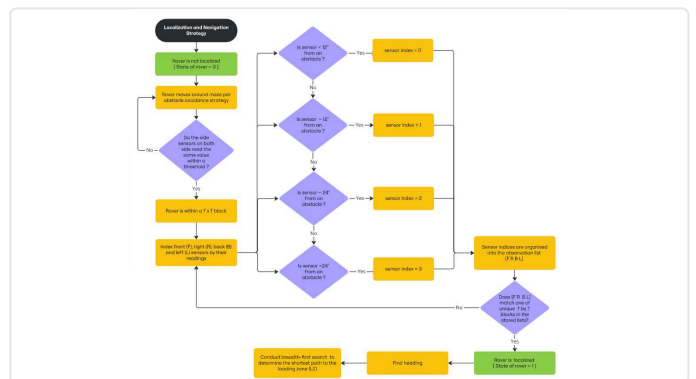 Localization and Navigation
Strategy
Rover is not localized
[ State of rover = 0 ]
Rover moves around maze per
obstacle avoidance strategy
Do the side
sensors on both
side read the
same value
within a
threshold ?
No
Yes
Rover is within a 1' x 1' block
Index front (F), right (R), back (B)
and left (L) sensors by their
readings
Is sensor < 12"
from an
obstacle ?
Yes
sensor index = 0
No
Is sensor ~ 12"
from an
obstacle ?
Yes
sensor index = 1
No
Is sensor ~ 24"
from an
obstacle ?
Yes
sensor index = 2
No
Is sensor >24"
from an
obstacle ?
Yes
sensor index = 3
Sensor indices are organised
into the observation list
[F R B L]
Does [F R B L]
match one of
unique 1' by 1'
blocks in the
stored lists?
No
Yes
Rover is localized
[ State of rover = 1 ]
Find heading
Conduct breadth-first search to
determine the shortest path to the
loading zone (LZ)